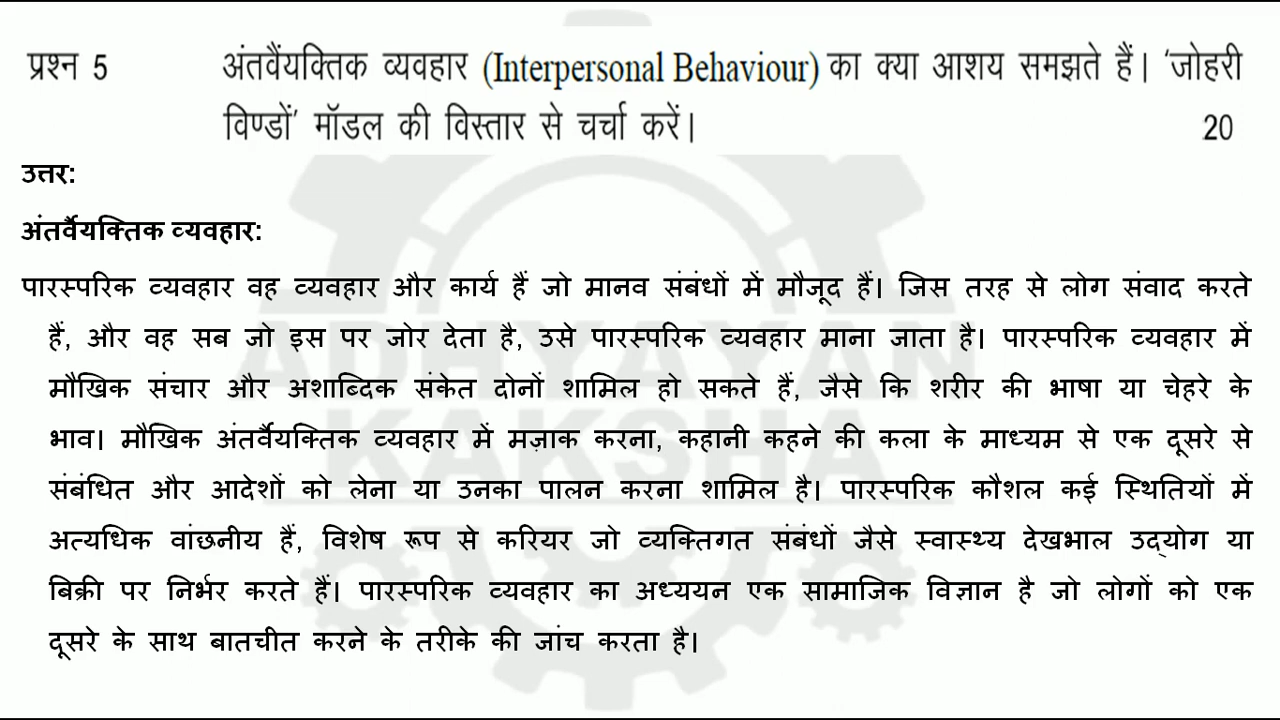 प्रश्न 5 अंतवैंयक्तिक व्यवहार (Interpersonal Behaviour) का क्या आशय समझते हैं। 'जोहरी
विण्डों' मॉडल की विस्तार से चर्चा करें। 20
उत्तर:
अंतर्वैयक्तिक व्यवहार:
पारस्परिक व्यवहार वह व्यवहार और कार्य हैं जो मानव संबंधों में मौजूद हैं। जिस तरह से लोग संवाद करते
हैं, और वह सब जो इस पर जोर देता है, उसे पारस्परिक व्यवहार माना जाता है। पारस्परिक व्यवहार में
मौखिक संचार और अशाब्दिक संकेत दोनों शामिल हो सकते हैं, जैसे कि शरीर की भाषा या चेहरे के
भाव। मौखिक अंतर्वैयक्तिक व्यवहार में मज़ाक करना, कहानी कहने की कला के माध्यम से एक दूसरे से
संबंधित और आदेशों को लेना या उनका पालन करना शामिल है। पारस्परिक कौशल कई स्थितियों में
अत्यधिक वांछनीय हैं, विशेष रूप से करियर जो व्यक्तिगत संबंधों जैसे स्वास्थ्य देखभाल उद्योग या
बिक्री पर निर्भर करते हैं। पारस्परिक व्यवहार का अध्ययन एक सामाजिक विज्ञान है जो लोगों को एक
दूसरे के साथ बातचीत करने के तरीके की जांच करता है।
ADHYAYAN
KAKSHA